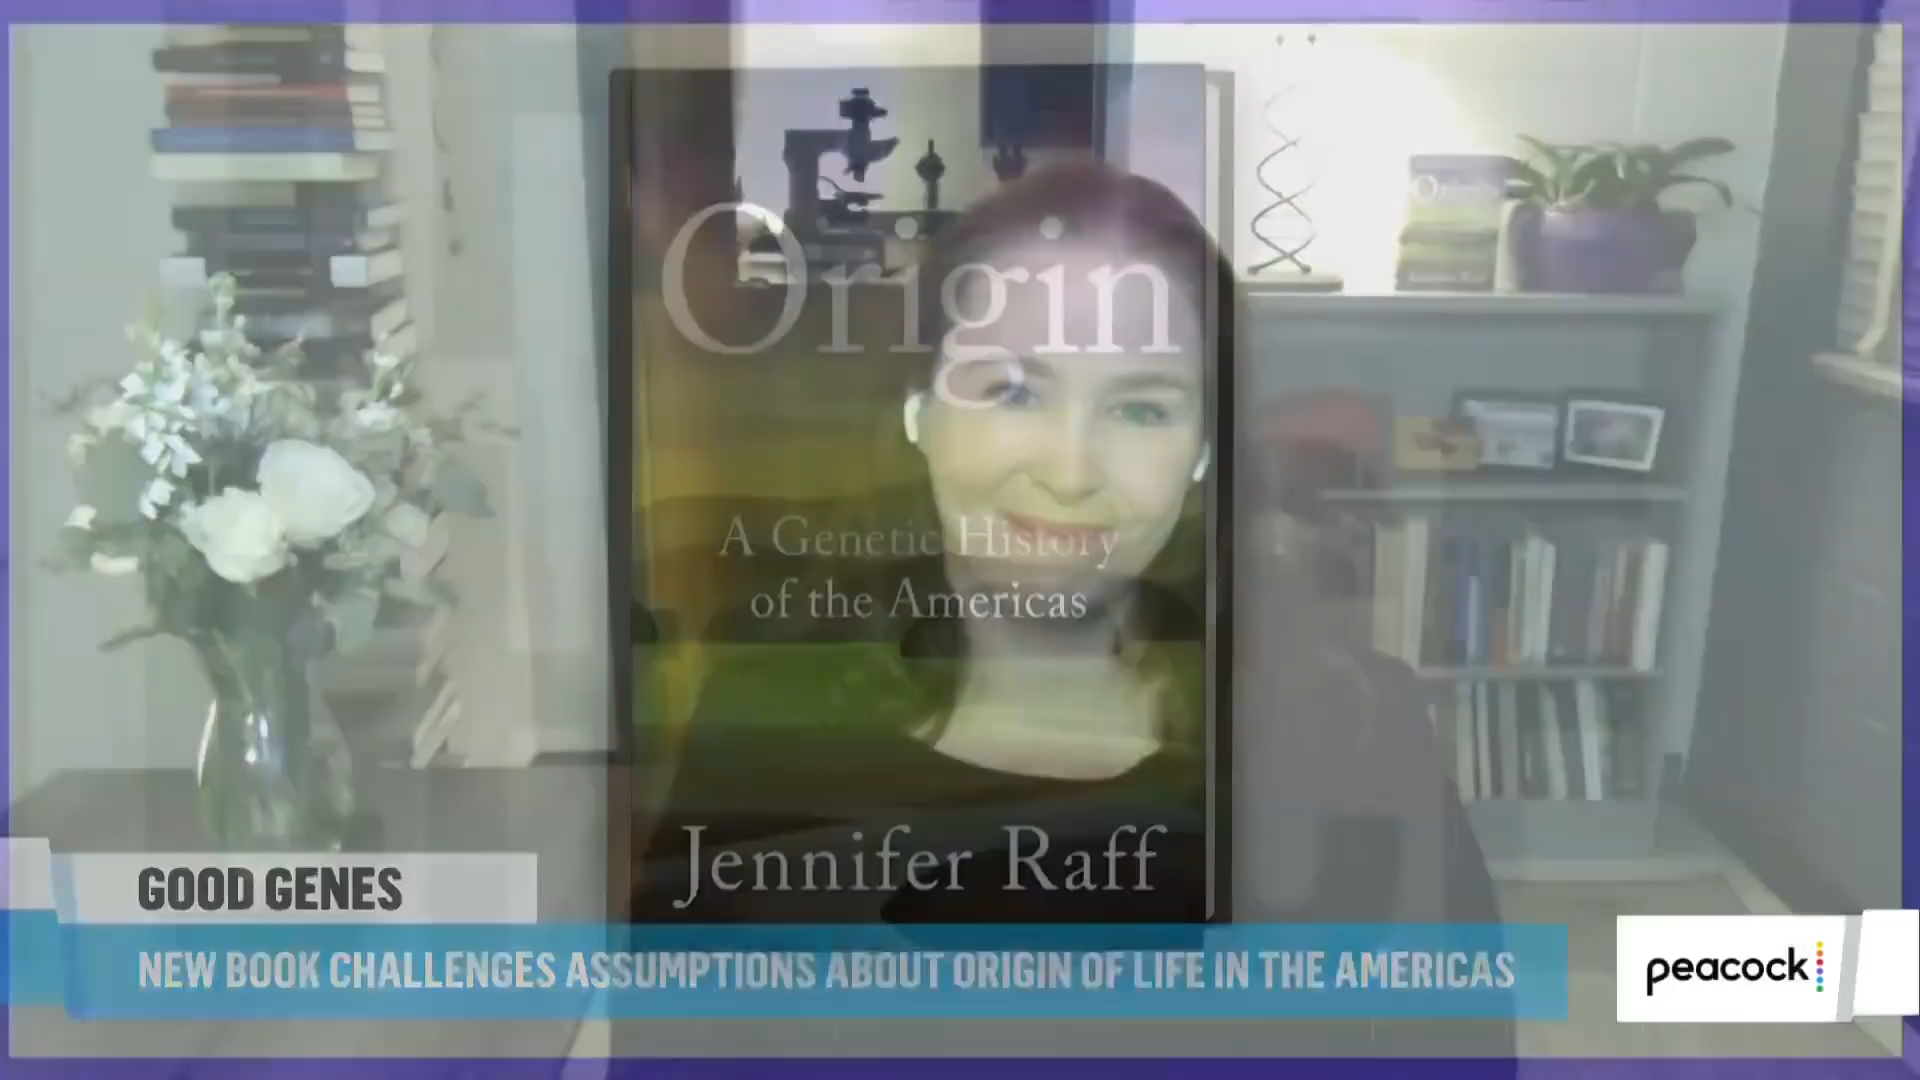 Origin
A Genetic History
of the Americas
Jennifer Raff
GOOD GENES
NEW BOOK CHALLENGES ASSUMPTIONS ABOUT ORIGIN OF LIFE IN THE AMERICAS
peacock